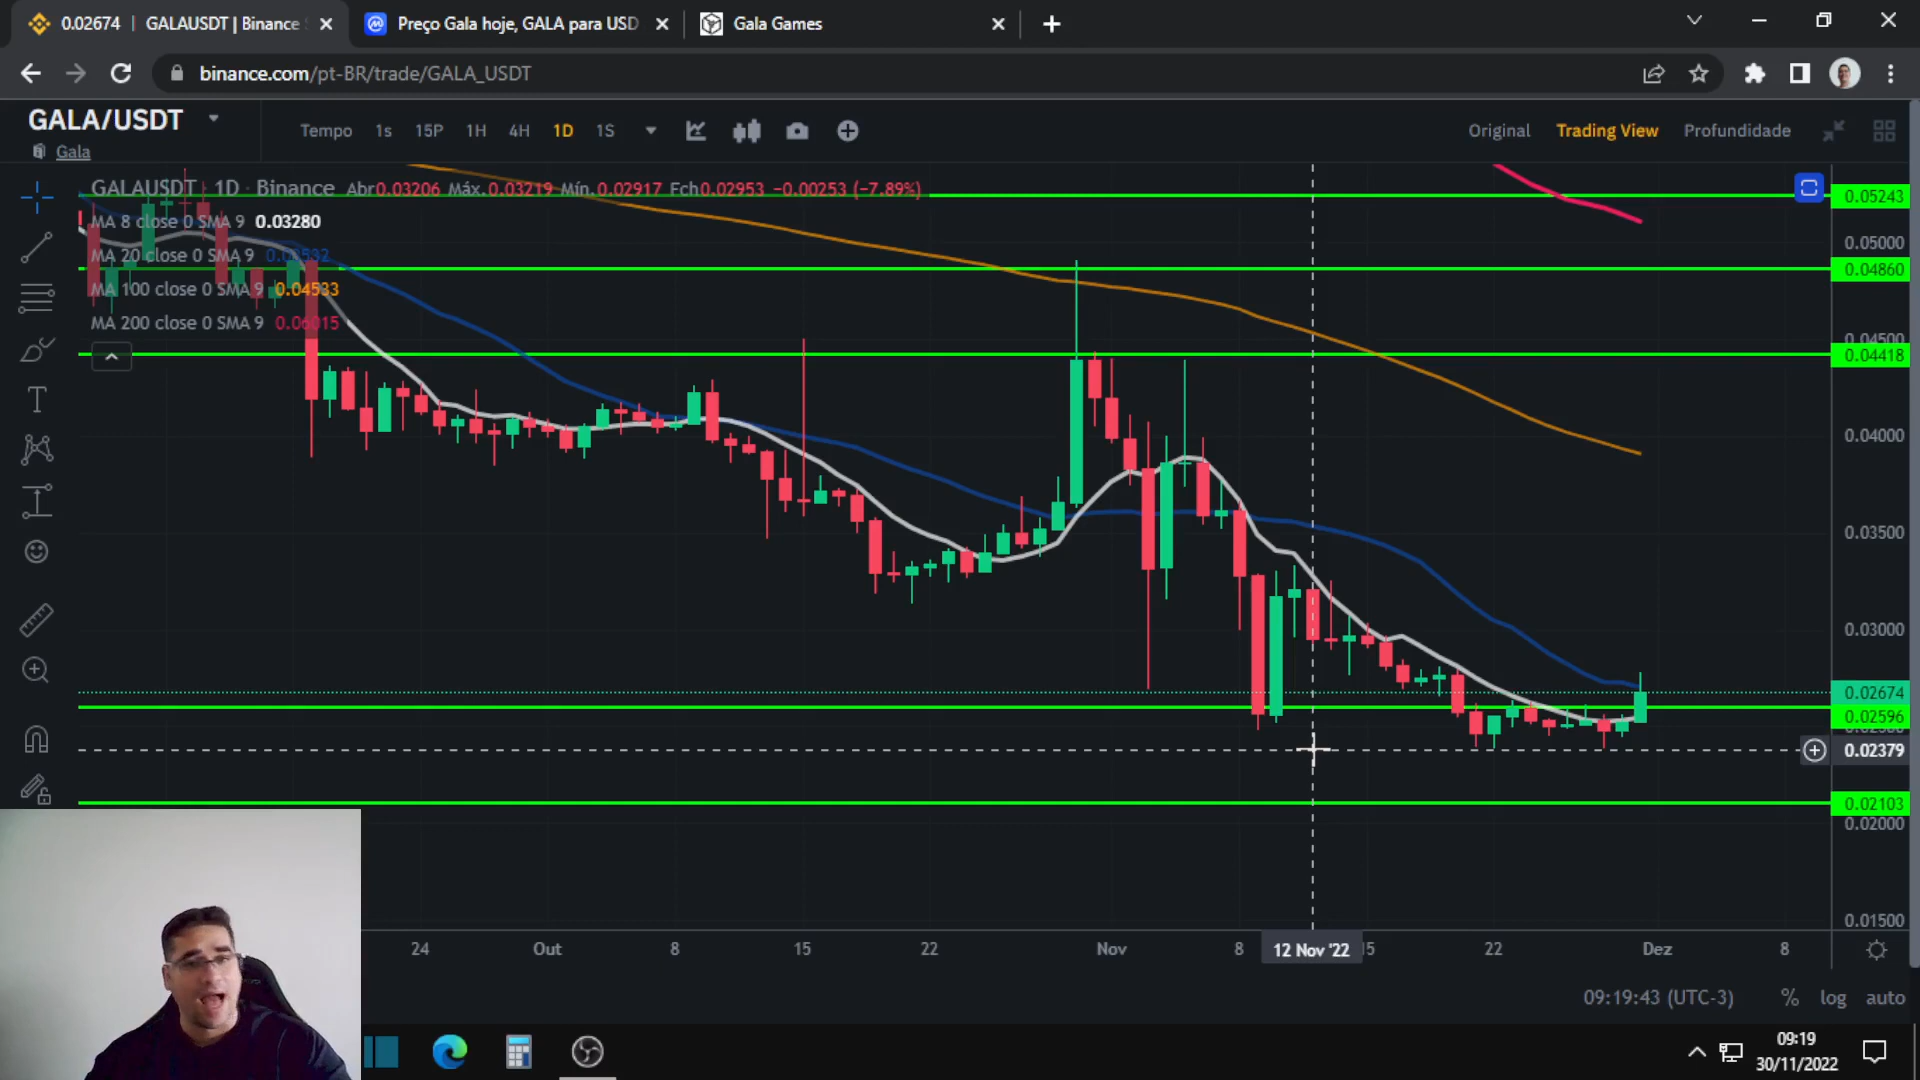 0.02674 | GALAUSDT | Binance
Preço Gala hoje, GALA para USD
Gala Games
binance.com/pt-BR/trade/GALA_USDT
GALA/USDT
Gala
Tempo 1s 15P 1H 4H 1D 1S
Original Trading View Profundidade
GALAUSDT · 1D · Binance Abr0.03206 Máx.0.03219 Mín.0.02917 Fch0.02953 −0.00253 (−7.89%)
MA 8 close 0 SMA 9 0.03280
MA 20 close 0 SMA 9
MA 100 close 0 SMA 9 0.04533
MA 200 close 0 SMA 9 0.06015
0.05243
0.05000
0.04860
0.04500
0.04418
0.04000
0.03500
0.03000
0.02674
0.02596
0.02379
0.02103
0.02000
0.01500
24 Out 8 15 22 Nov 8 12 Nov '22 15 22 Dez 8
09:19:43 (UTC-3) % log auto
09:19
30/11/2022